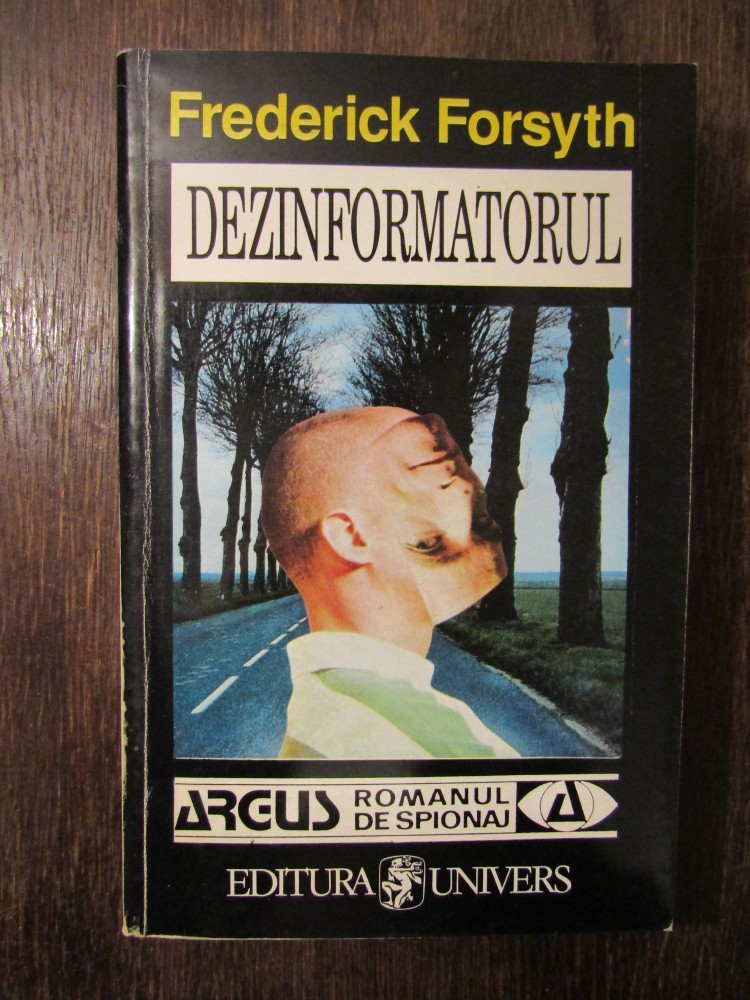 Frederick Forsyth
DEZINFORMATORUL
ARGUS ROMANUL
DE SPIONAJ
EDITURA UNIVERS